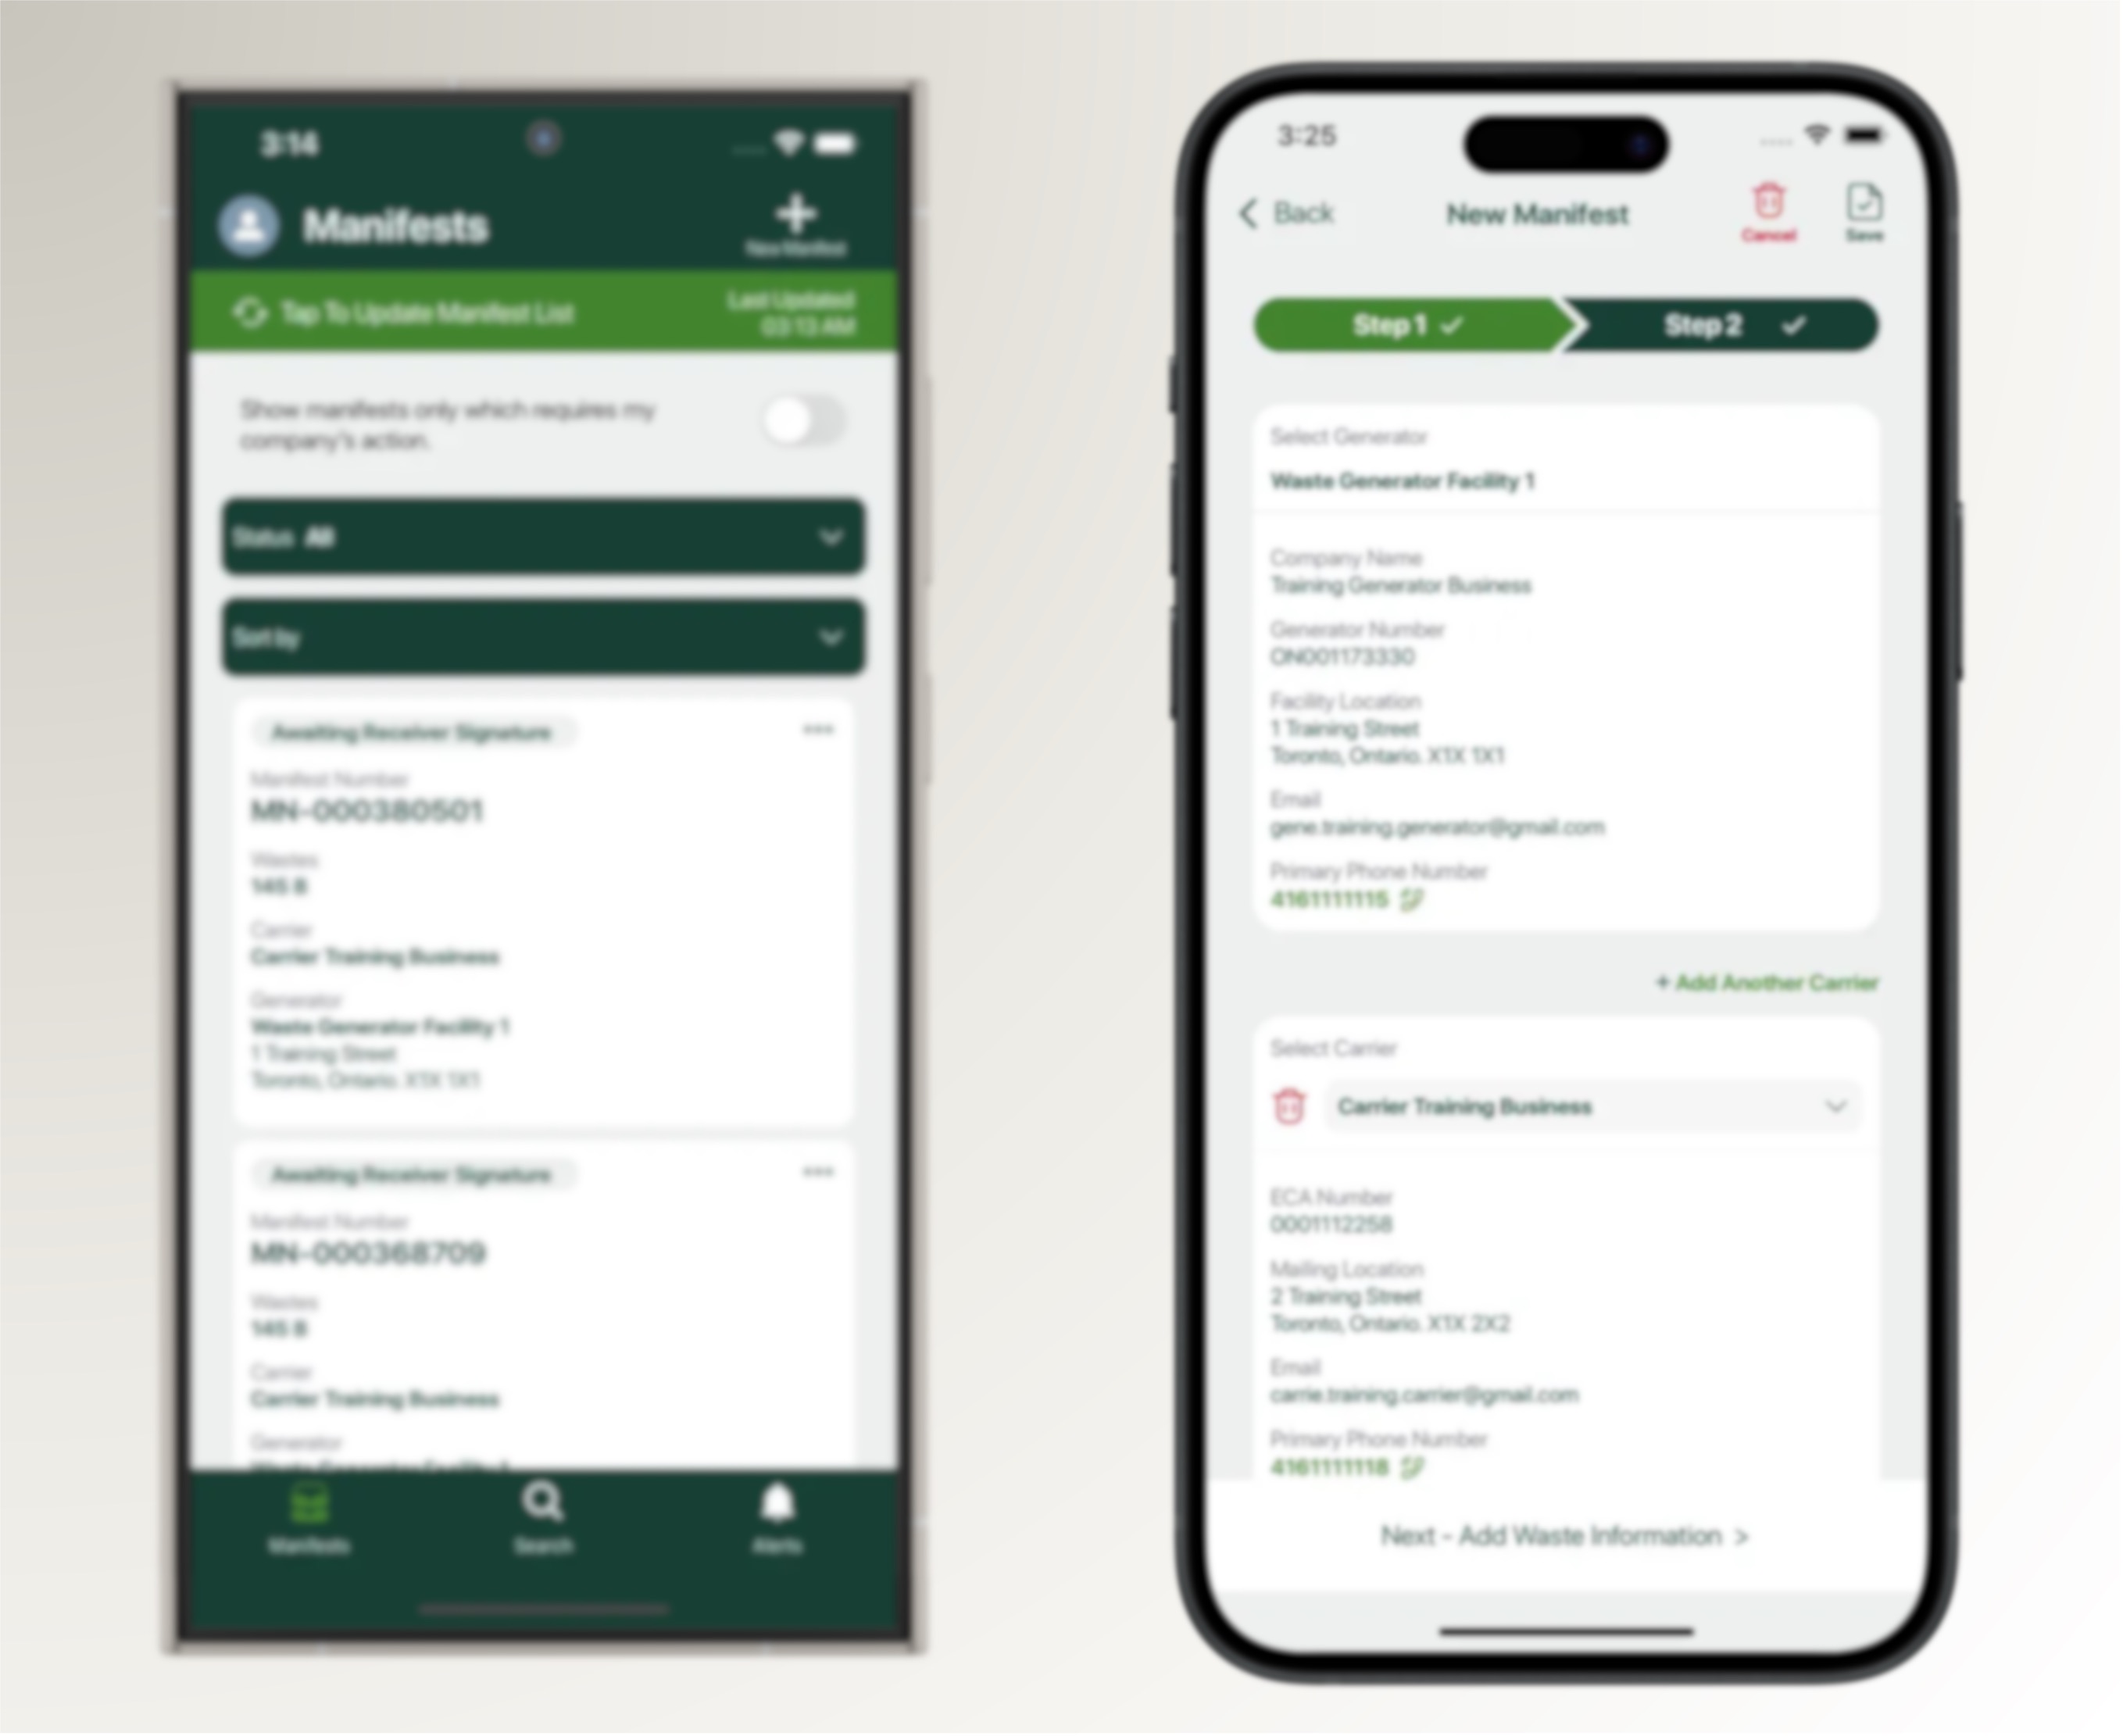 3:14
Manifests
New Manifest
Tap To Update Manifest List
Last Updated
03:13 AM
Show manifests only which requires my
company's action.
Status All
Sort by
Awaiting Receiver Signature
Manifest Number
MN-000380501
Wastes
145 B
Carrier
Carrier Training Business
Generator
Waste Generator Facility 1
1 Training Street
Toronto, Ontario. X1X 1X1
Awaiting Receiver Signature
Manifest Number
MN-000368709
Wastes
145 B
Carrier
Carrier Training Business
Generator
Waste Generator Facility 1
Manifests
Search
Alerts
3:25
Back
New Manifest
Cancel
Save
Step 1
Step 2
Select Generator
Waste Generator Facility 1
Company Name
Training Generator Business
Generator Number
ON001173330
Facility Location
1 Training Street
Toronto, Ontario. X1X 1X1
Email
gene.training.generator@gmail.com
Primary Phone Number
4161111115
+ Add Another Carrier
Select Carrier
Carrier Training Business
ECA Number
0001112258
Mailing Location
2 Training Street
Toronto, Ontario. X1X 2X2
Email
carrie.training.carrier@gmail.com
Primary Phone Number
4161111118
Next - Add Waste Information >